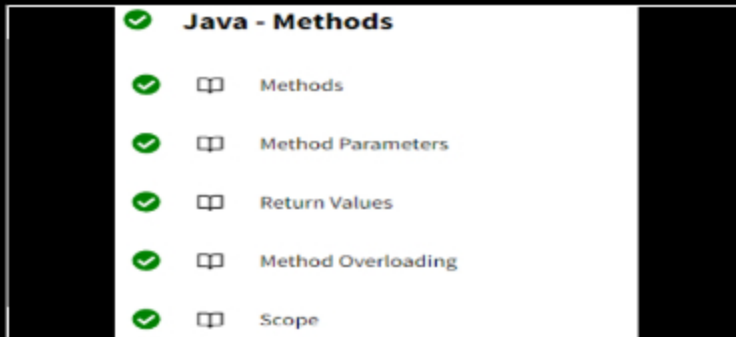 Java - Methods
Methods
Method Parameters
Return Values
Method Overloading
Scope